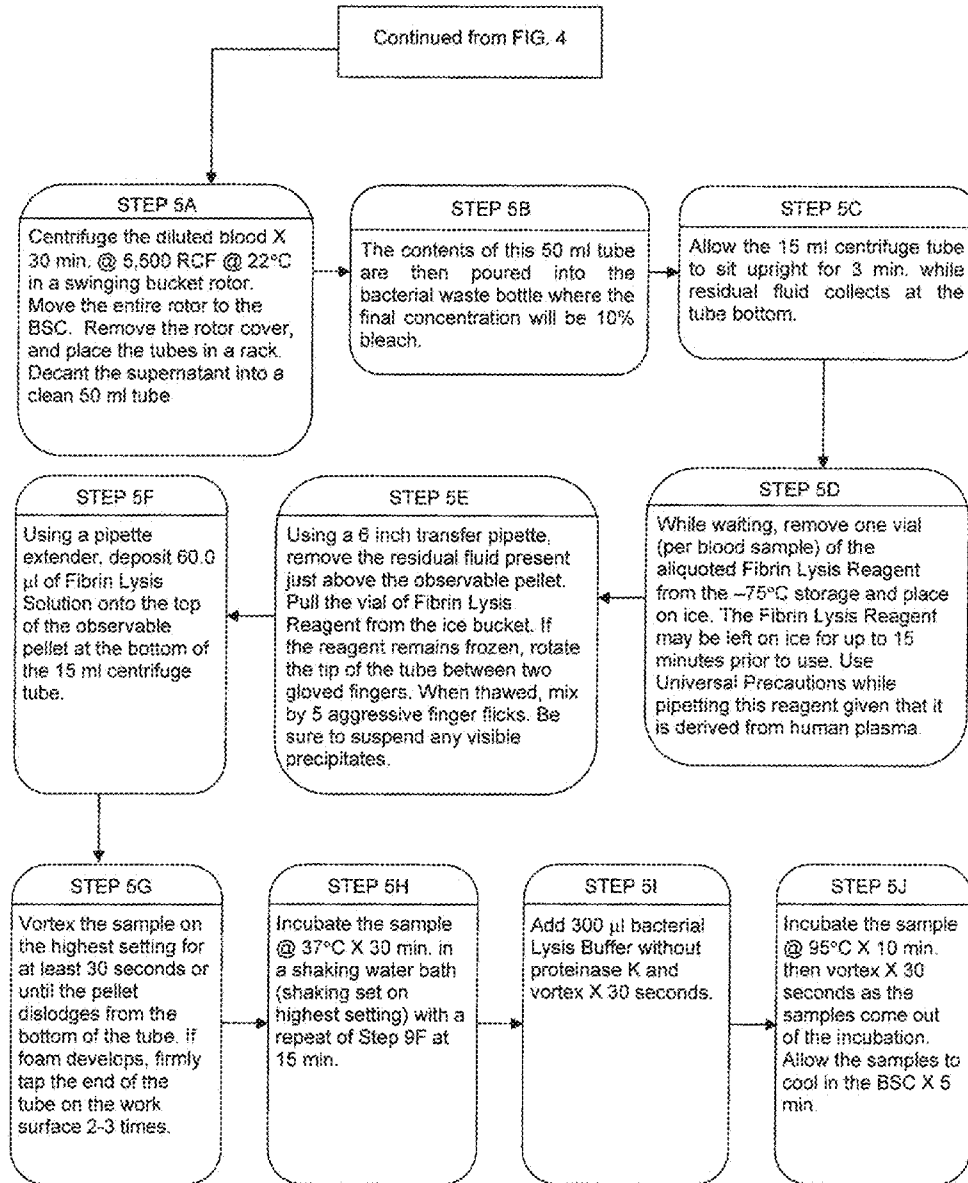 Continued from FIG. 4
STEP 5A
Centrifuge the diluted blood X
30 min. @ 5,500 RCF @ 22°C
in a swinging bucket rotor.
Move the entire rotor to the
BSC. Remove the rotor cover,
and place the tubes in a rack.
Decant the supernatant into a
clean 50 ml tube
STEP 5B
The contents of this 50 ml tube
are then poured into the
bacterial waste bottle where the
final concentration will be 10%
bleach.
STEP 5C
Allow the 15 ml centrifuge tube
to sit upright for 3 min. while
residual fluid collects at the
tube bottom.
STEP 5D
While waiting, remove one vial
(per blood sample) of the
aliquoted Fibrin Lysis Reagent
from the –75°C storage and place
on ice. The Fibrin Lysis Reagent
may be left on ice for up to 15
minutes prior to use. Use
Universal Precautions while
pipetting this reagent given that it
is derived from human plasma.
STEP 5E
Using a 6 inch transfer pipette,
remove the residual fluid present
just above the observable pellet.
Pull the vial of Fibrin Lysis
Reagent from the ice bucket. If
the reagent remains frozen, rotate
the tip of the tube between two
gloved fingers. When thawed, mix
by 5 aggressive finger flicks. Be
sure to suspend any visible
precipitates.
STEP 5F
Using a pipette
extender, deposit 60.0
µl of Fibrin Lysis
Solution onto the top
of the observable
pellet at the bottom of
the 15 ml centrifuge
tube.
STEP 5G
Vortex the sample on
the highest setting for
at least 30 seconds or
until the pellet
dislodges from the
bottom of the tube. If
foam develops, firmly
tap the end of the
tube on the work
surface 2-3 times.
STEP 5H
Incubate the sample
@ 37°C X 30 min. in
a shaking water bath
(shaking set on
highest setting) with a
repeat of Step 9F at
15 min.
STEP 5I
Add 300 µl bacterial
Lysis Buffer without
proteinase K and
vortex X 30 seconds.
STEP 5J
Incubate the sample
@ 95°C X 10 min.
then vortex X 30
seconds as the
samples come out
of the incubation.
Allow the samples to
cool in the BSC X 5
min.